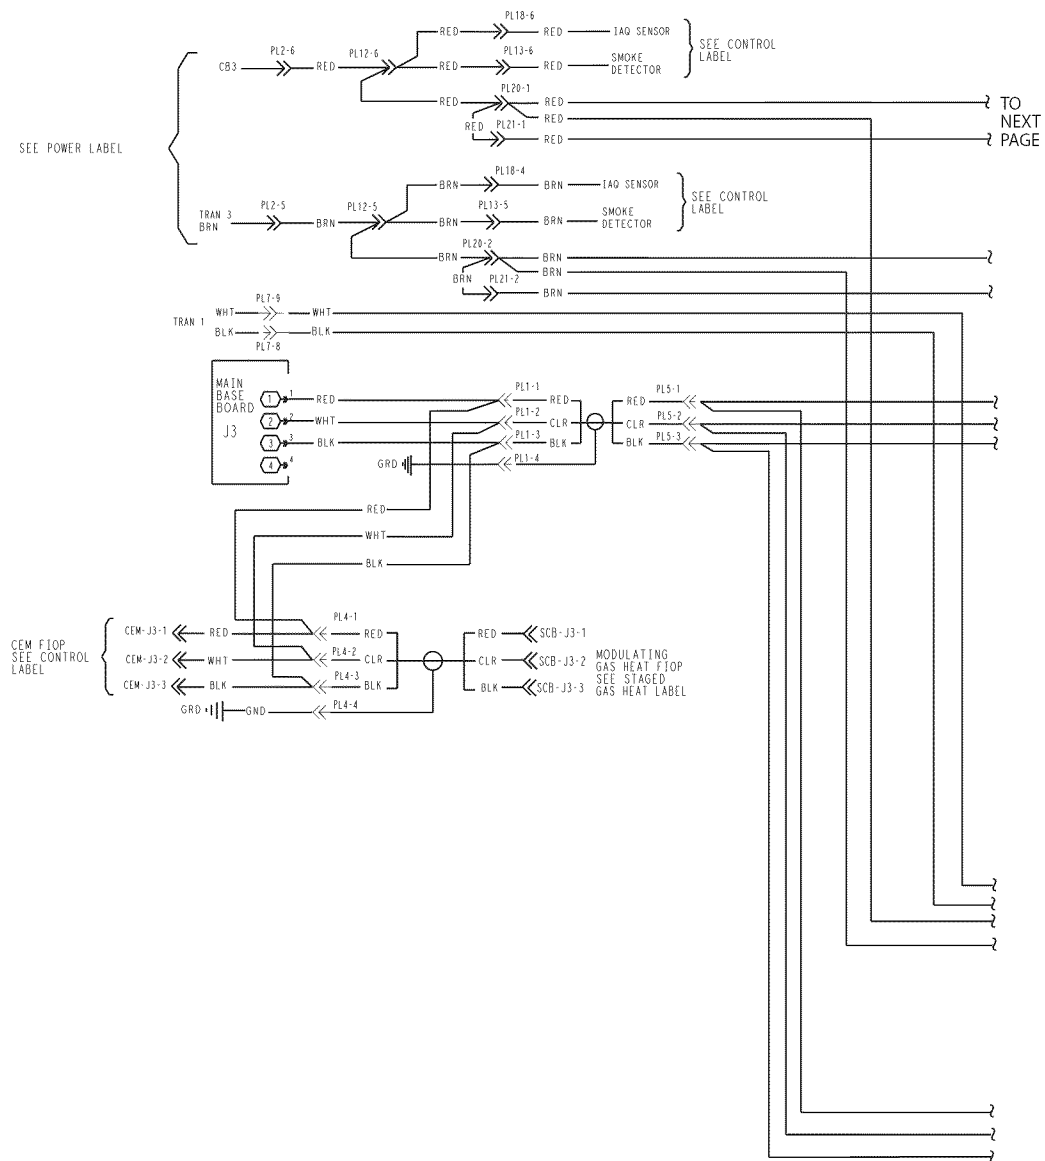 PL18-6
RED RED IAQ SENSOR
SEE CONTROL
LABEL
PL2-6 PL12-6 PL13-6
CB3 RED RED RED SMOKE
DETECTOR
PL20-1
RED RED
RED
RED PL21-1 RED
TO
NEXT
PAGE
SEE POWER LABEL
PL18-4
BRN BRN IAQ SENSOR
SEE CONTROL
LABEL
PL2-5 PL12-5 PL13-5
TRAN 3
BRN
BRN BRN BRN SMOKE
DETECTOR
PL20-2
BRN BRN
BRN
BRN PL21-2 BRN
PL7-9
WHT WHT
TRAN 1
BLK BLK
PL7-8
MAIN
BASE
BOARD
J3
1 1 RED PL1-1 RED RED PL5-1
2 2 WHT PL1-2 CLR CLR PL5-2
3 3 BLK PL1-3 BLK BLK PL5-3
4 4 GRD PL1-4
RED
WHT
BLK
CEM FIOP
SEE CONTROL
LABEL
CEM-J3-1 RED PL4-1 RED RED SCB-J3-1
CEM-J3-2 WHT PL4-2 CLR CLR SCB-J3-2
CEM-J3-3 BLK PL4-3 BLK BLK SCB-J3-3
MODULATING
GAS HEAT FIOP
SEE STAGED
GAS HEAT LABEL
GRD GND PL4-4